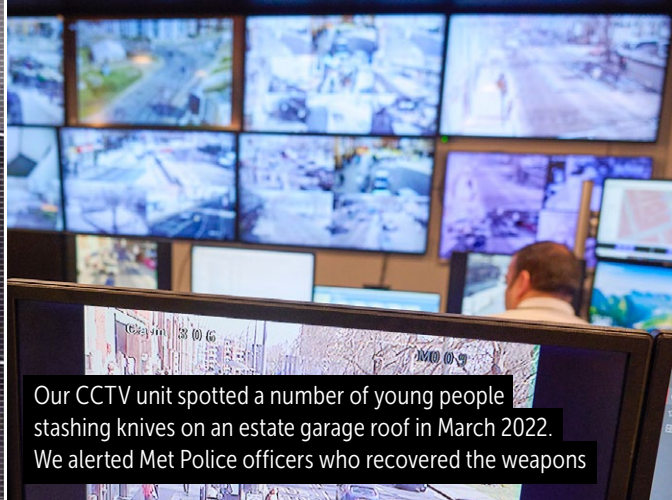 Cam 806
M009
Our CCTV unit spotted a number of young people
stashing knives on an estate garage roof in March 2022.
We alerted Met Police officers who recovered the weapons